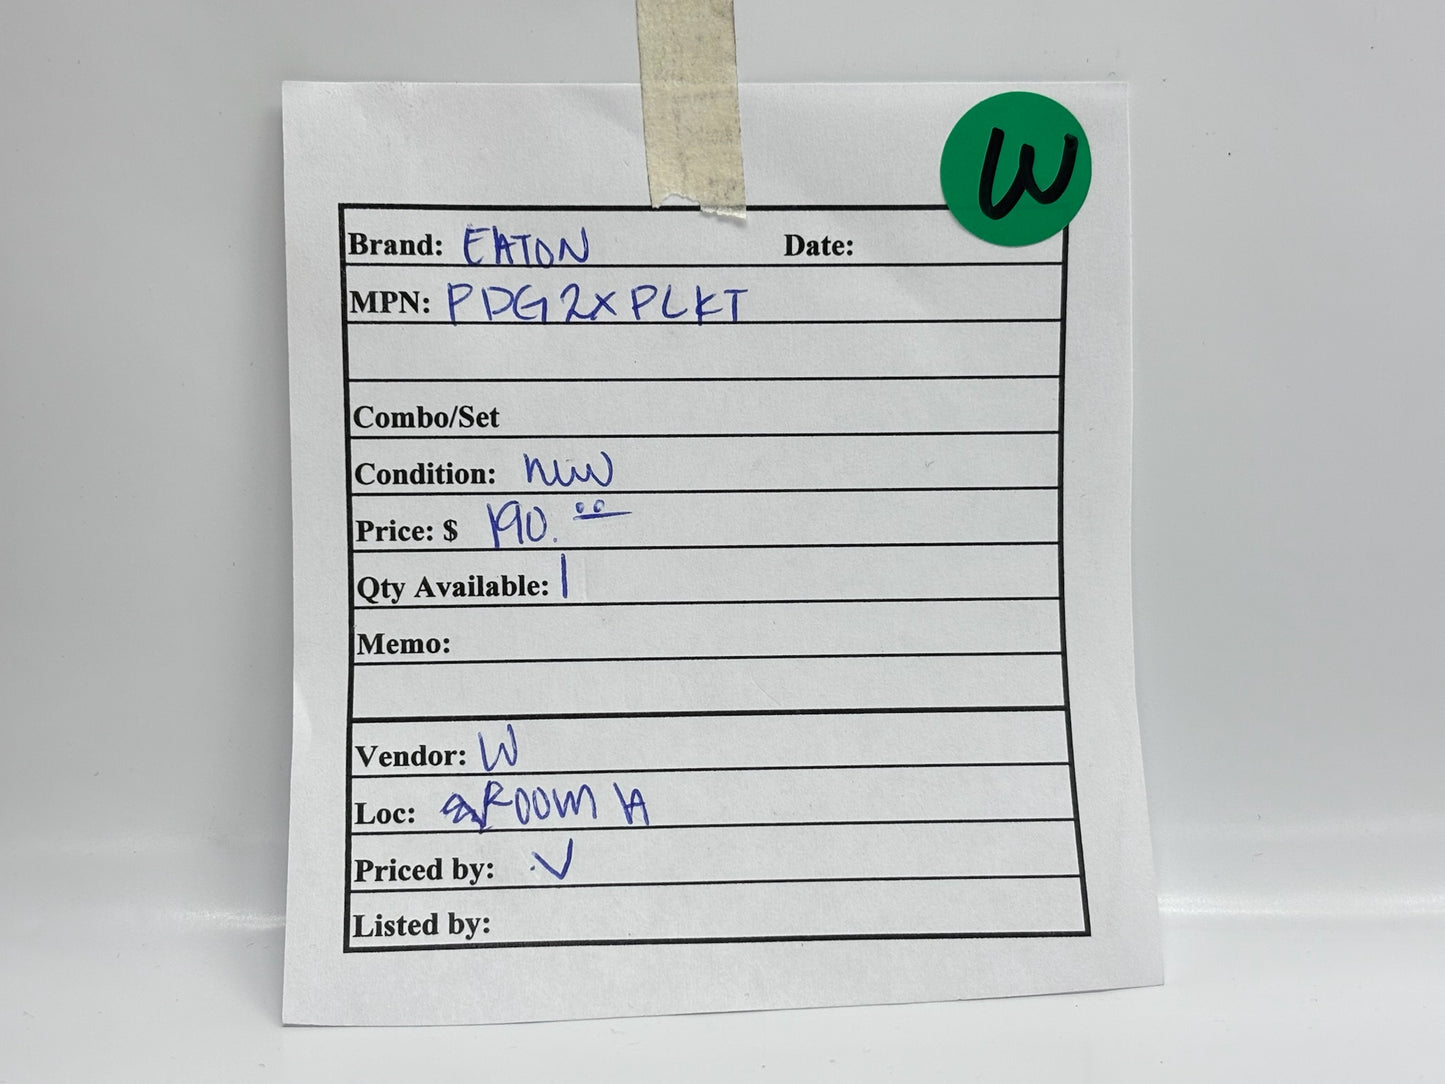 W
Brand: EATON Date:
MPN: PDG2XPLKT
Combo/Set
Condition: New
Price: $ 190.00
Qty Available: 1
Memo:
Vendor: W
Loc: Room A
Priced by: V
Listed by: